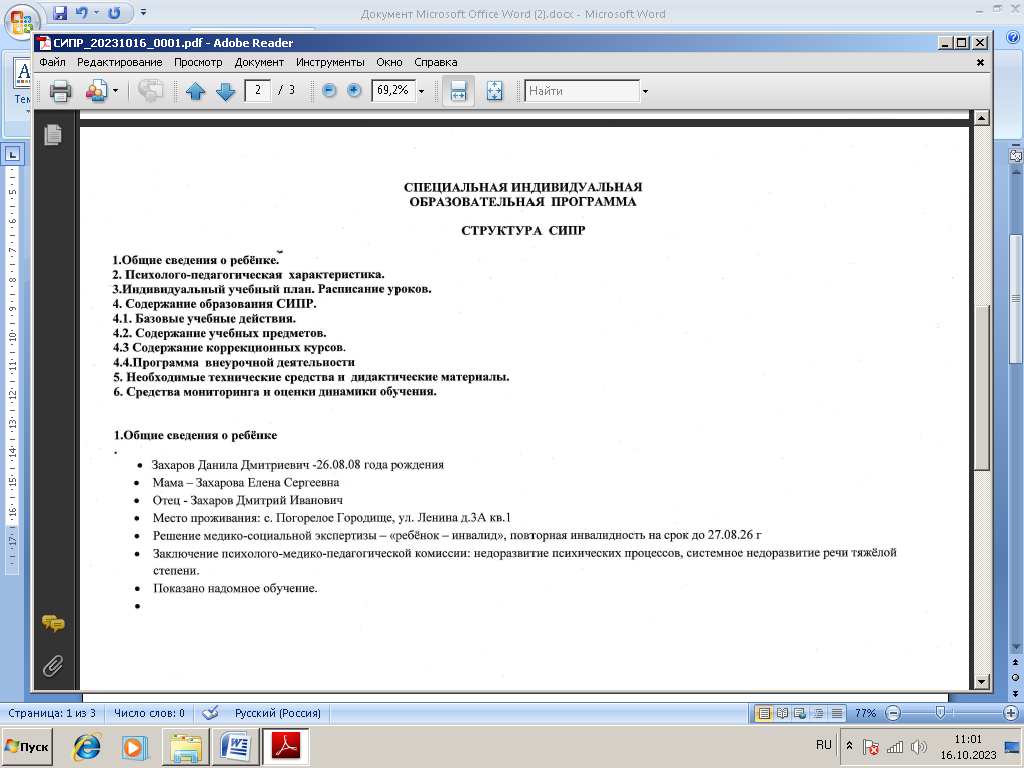 Документ Microsoft Office Word (2).docx - Microsoft Word
СИПР_20231016_0001.pdf - Adobe Reader
Файл Редактирование Просмотр Документ Инструменты Окно Справка
2 / 3 69,2% Найти
СПЕЦИАЛЬНАЯ ИНДИВИДУАЛЬНАЯ
ОБРАЗОВАТЕЛЬНАЯ ПРОГРАММА
СТРУКТУРА СИПР
1.Общие сведения о ребёнке.
2. Психолого-педагогическая характеристика.
3.Индивидуальный учебный план. Расписание уроков.
4. Содержание образования СИПР.
4.1. Базовые учебные действия.
4.2. Содержание учебных предметов.
4.3 Содержание коррекционных курсов.
4.4.Программа внеурочной деятельности
5. Необходимые технические средства и дидактические материалы.
6. Средства мониторинга и оценки динамики обучения.
1.Общие сведения о ребёнке
.
• Захаров Данила Дмитриевич -26.08.08 года рождения
• Мама – Захарова Елена Сергеевна
• Отец - Захаров Дмитрий Иванович
• Место проживания: с. Погорелое Городище, ул. Ленина д.3А кв.1
• Решение медико-социальной экспертизы – «ребёнок – инвалид», повторная инвалидность на срок до 27.08.26 г
• Заключение психолого-медико-педагогической комиссии: недоразвитие психических процессов, системное недоразвитие речи тяжёлой
степени.
• Показано надомное обучение.
•
Страница: 1 из 3 Число слов: 0 Русский (Россия) 77%
Пуск RU 11:01
16.10.2023